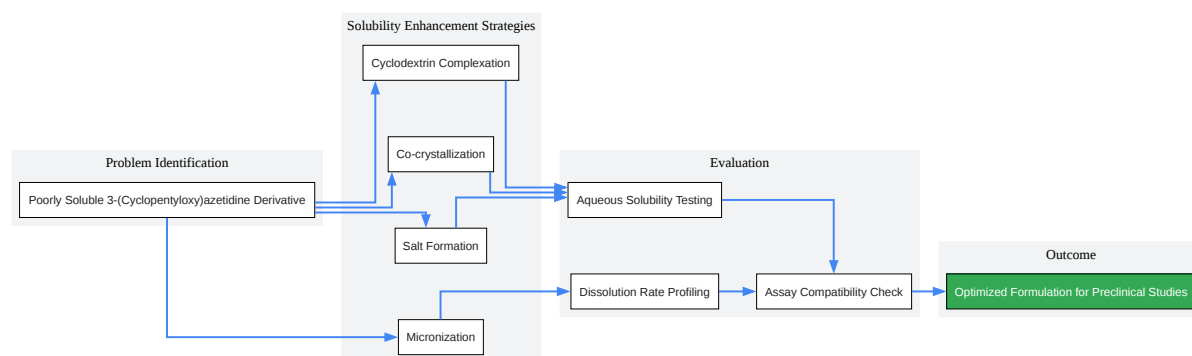 Solubility Enhancement Strategies
Cyclodextrin Complexation
Co-crystallization
Salt Formation
Micronization
Problem Identification
Poorly Soluble 3-(Cyclopentyloxy)azetidine Derivative
Evaluation
Aqueous Solubility Testing
Dissolution Rate Profiling
Assay Compatibility Check
Outcome
Optimized Formulation for Preclinical Studies